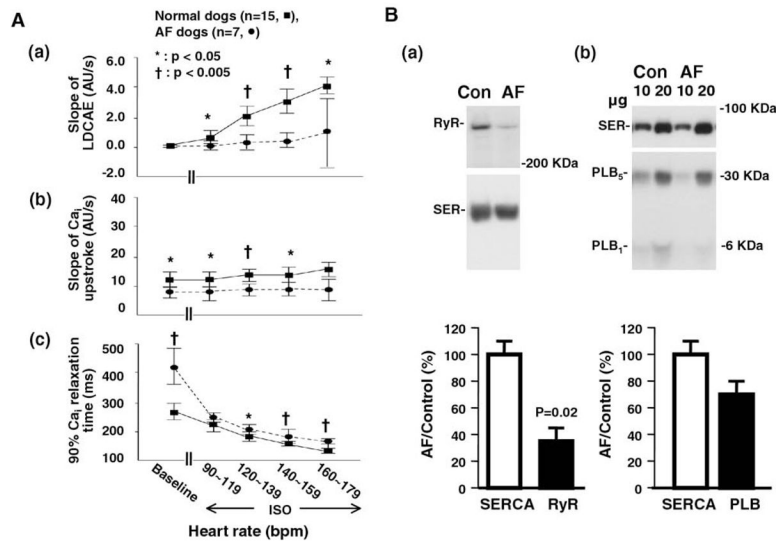 A
Normal dogs (n=15, ■),
AF dogs (n=7, ●)
(a)
* : p < 0.05
† : p < 0.005
Slope of
LDCAE (AU/s)
6.0
4.0
2.0
0.0
-2.0
*
†
†
*
(b)
Slope of Cai
upstroke (AU/s)
30
20
10
0
*
*
†
*
(c)
90% Cai relaxation
time (ms)
500
400
300
200
100
†
*
†
†
Baseline
90~119
120~139
140~159
160~179
ISO
Heart rate (bpm)
B
(a)
Con AF
RyR-
-200 KDa
SER-
AF/Control (%)
120
100
80
60
40
20
0
P=0.02
SERCA RyR
(b)
Con AF
µg 10 20 10 20
-100 KDa
SER-
PLB5-
-30 KDa
PLB1-
-6 KDa
AF/Control (%)
120
100
80
60
40
20
0
SERCA PLB